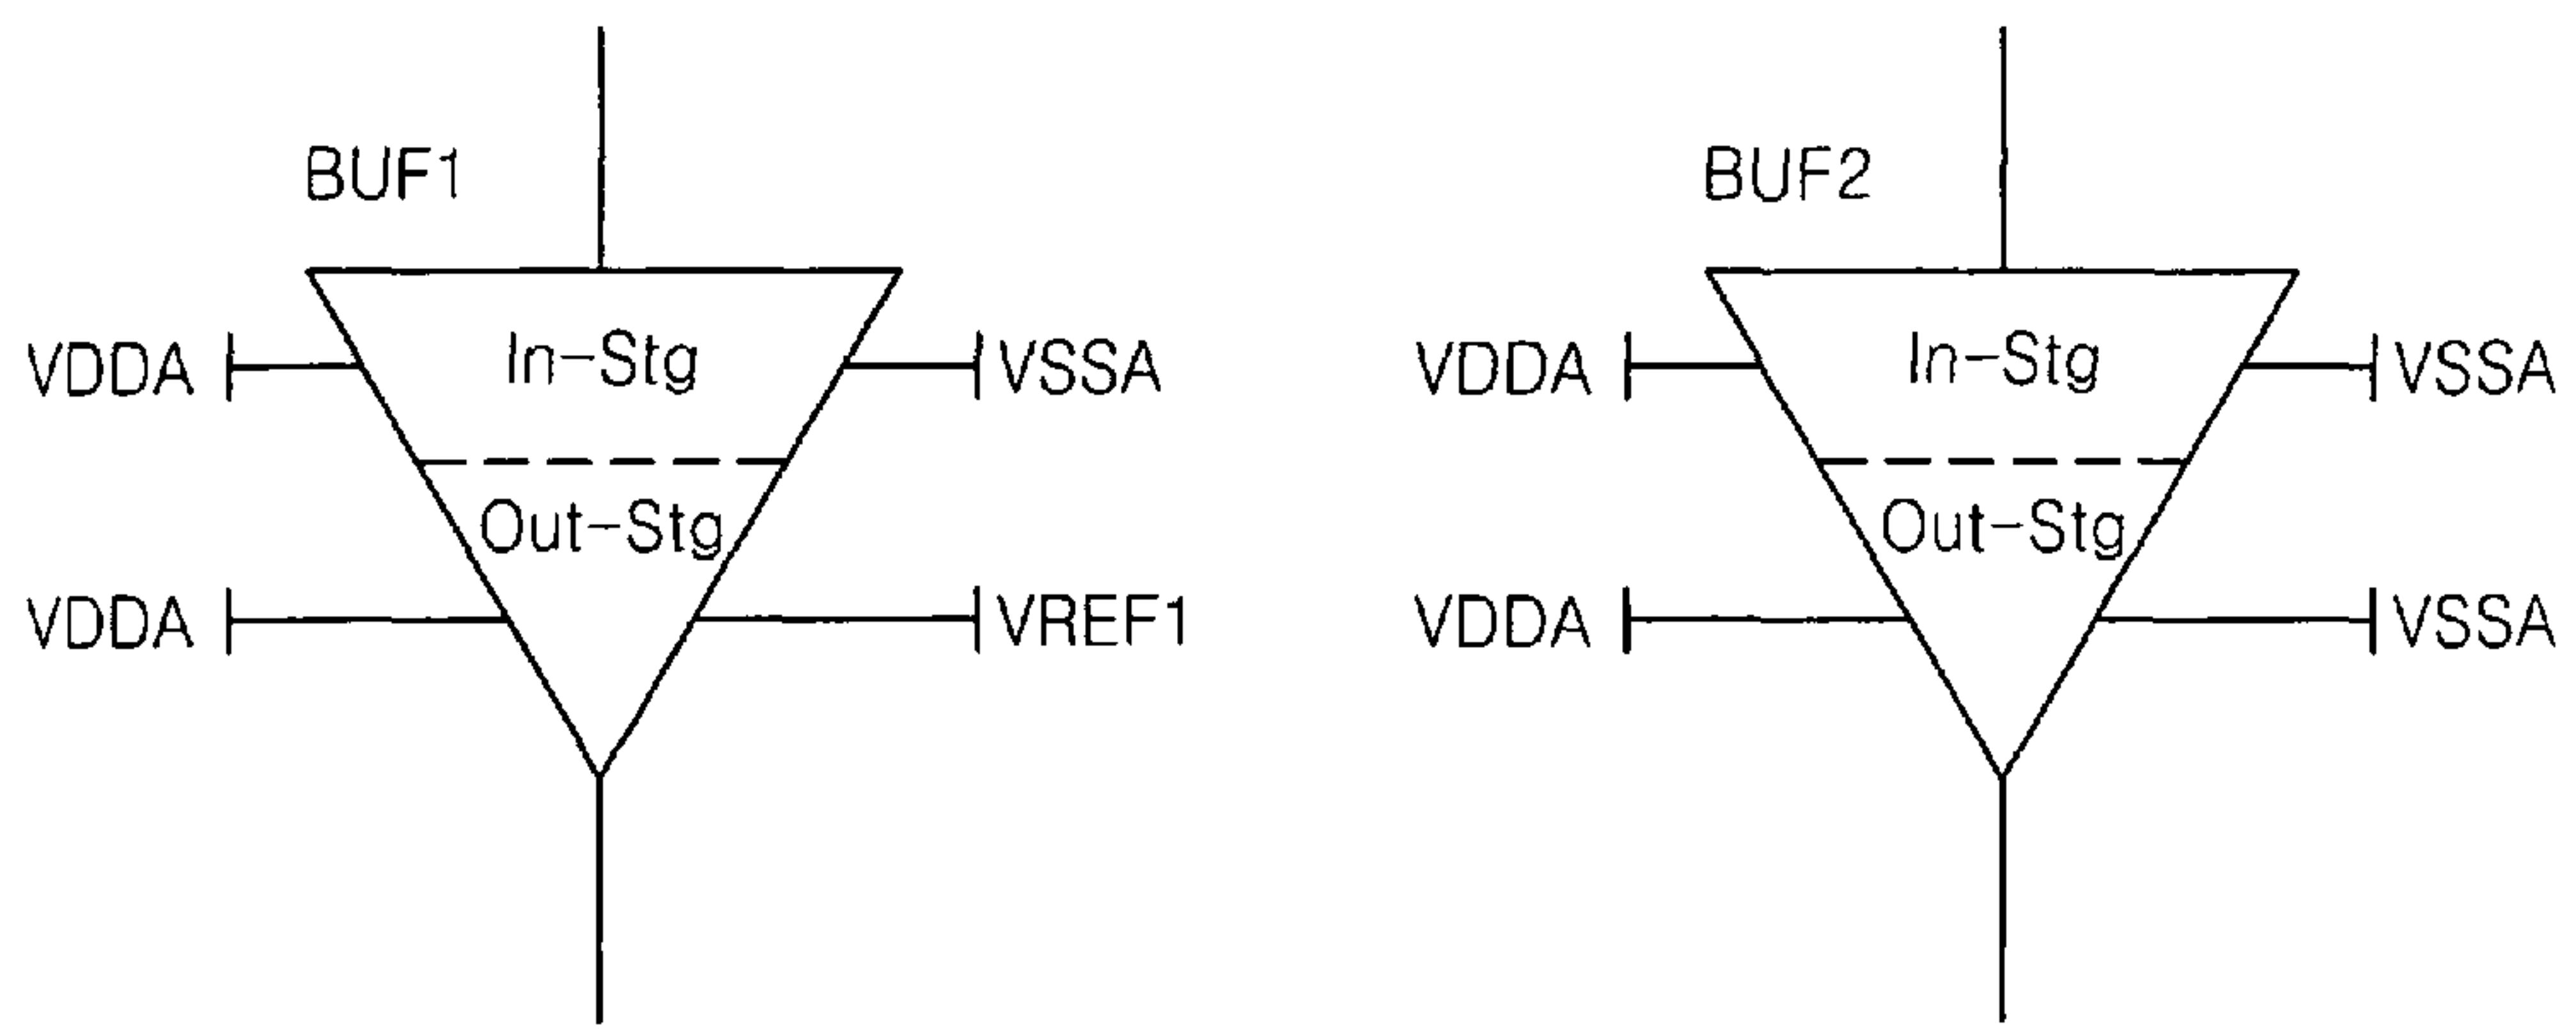 BUF1 BUF2
VDDA In-Stg VSSA VDDA In-Stg VSSA
Out-Stg Out-Stg
VDDA VREF1 VDDA VSSA